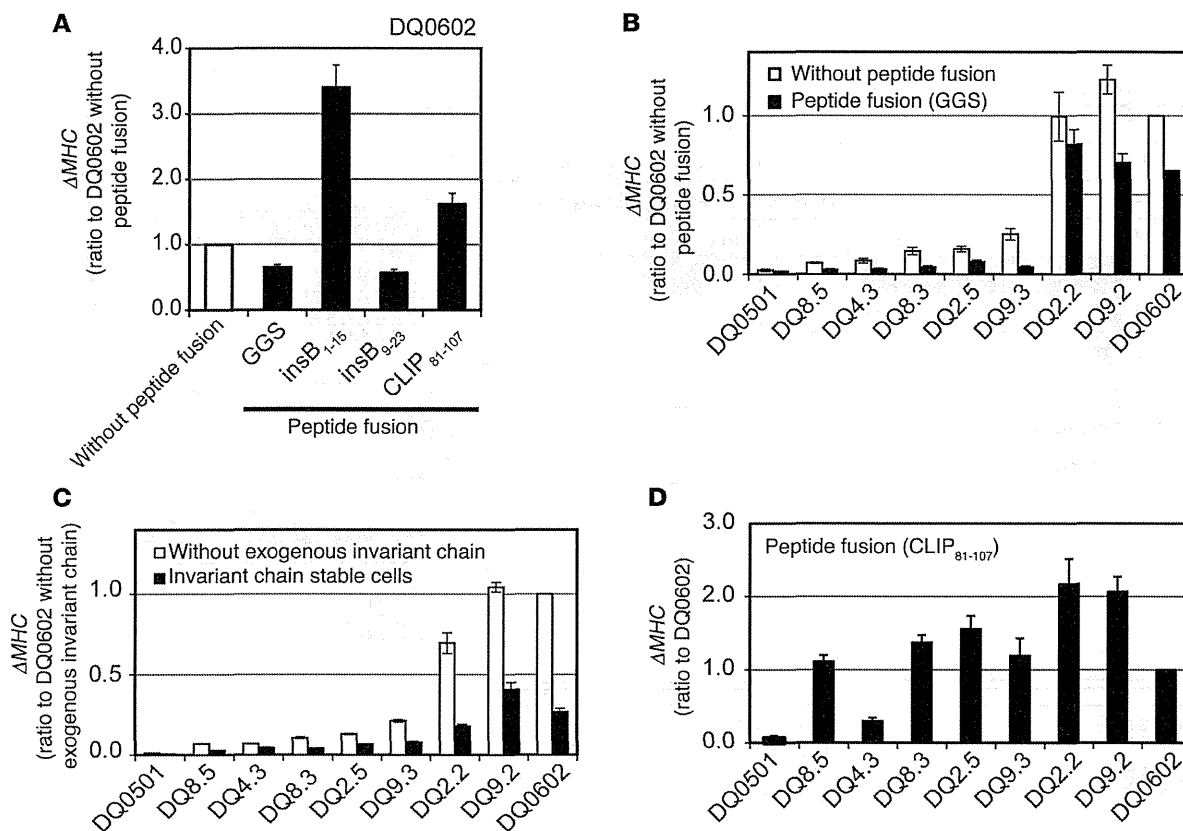 A
DQ0602
ΔMHC
(ratio to DQ0602 without
peptide fusion)
4.0
3.0
2.0
1.0
0.0
Without peptide fusion
GGS
insB1-15
insB9-23
CLIP81-107
Peptide fusion
B
ΔMHC
(ratio to DQ0602 without
peptide fusion)
Without peptide fusion
Peptide fusion (GGS)
1.0
0.5
0.0
DQ0501
DQ8.5
DQ4.3
DQ8.3
DQ2.5
DQ9.3
DQ2.2
DQ9.2
DQ0602
C
ΔMHC
(ratio to DQ0602 without
exogenous invariant chain)
Without exogenous invariant chain
Invariant chain stable cells
1.0
0.5
0.0
DQ0501
DQ8.5
DQ4.3
DQ8.3
DQ2.5
DQ9.3
DQ2.2
DQ9.2
DQ0602
D
ΔMHC
(ratio to DQ0602)
Peptide fusion (CLIP81-107)
3.0
2.0
1.0
0.0
DQ0501
DQ8.5
DQ4.3
DQ8.3
DQ2.5
DQ9.3
DQ2.2
DQ9.2
DQ0602